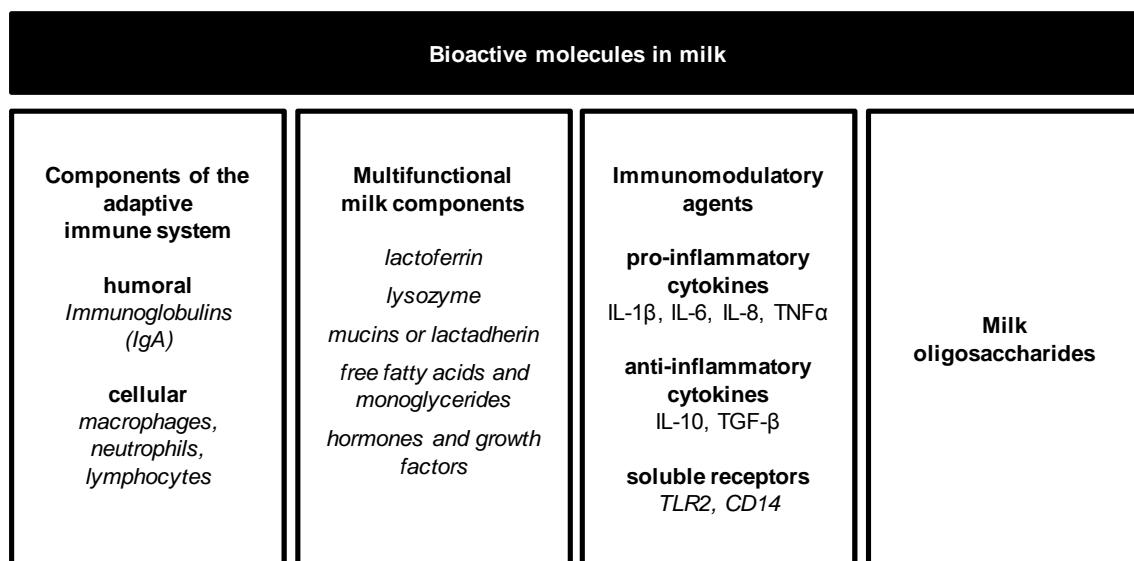 Bioactive molecules in milk
Components of the
adaptive
immune system
humoral
Immunoglobulins
(IgA)
cellular
macrophages,
neutrophils,
lymphocytes
Multifunctional
milk components
lactoferrin
lysozyme
mucins or lactadherin
free fatty acids and
monoglycerides
hormones and growth
factors
Immunomodulatory
agents
pro-inflammatory
cytokines
IL-1β, IL-6, IL-8, TNFα
anti-inflammatory
cytokines
IL-10, TGF-β
soluble receptors
TLR2, CD14
Milk
oligosaccharides